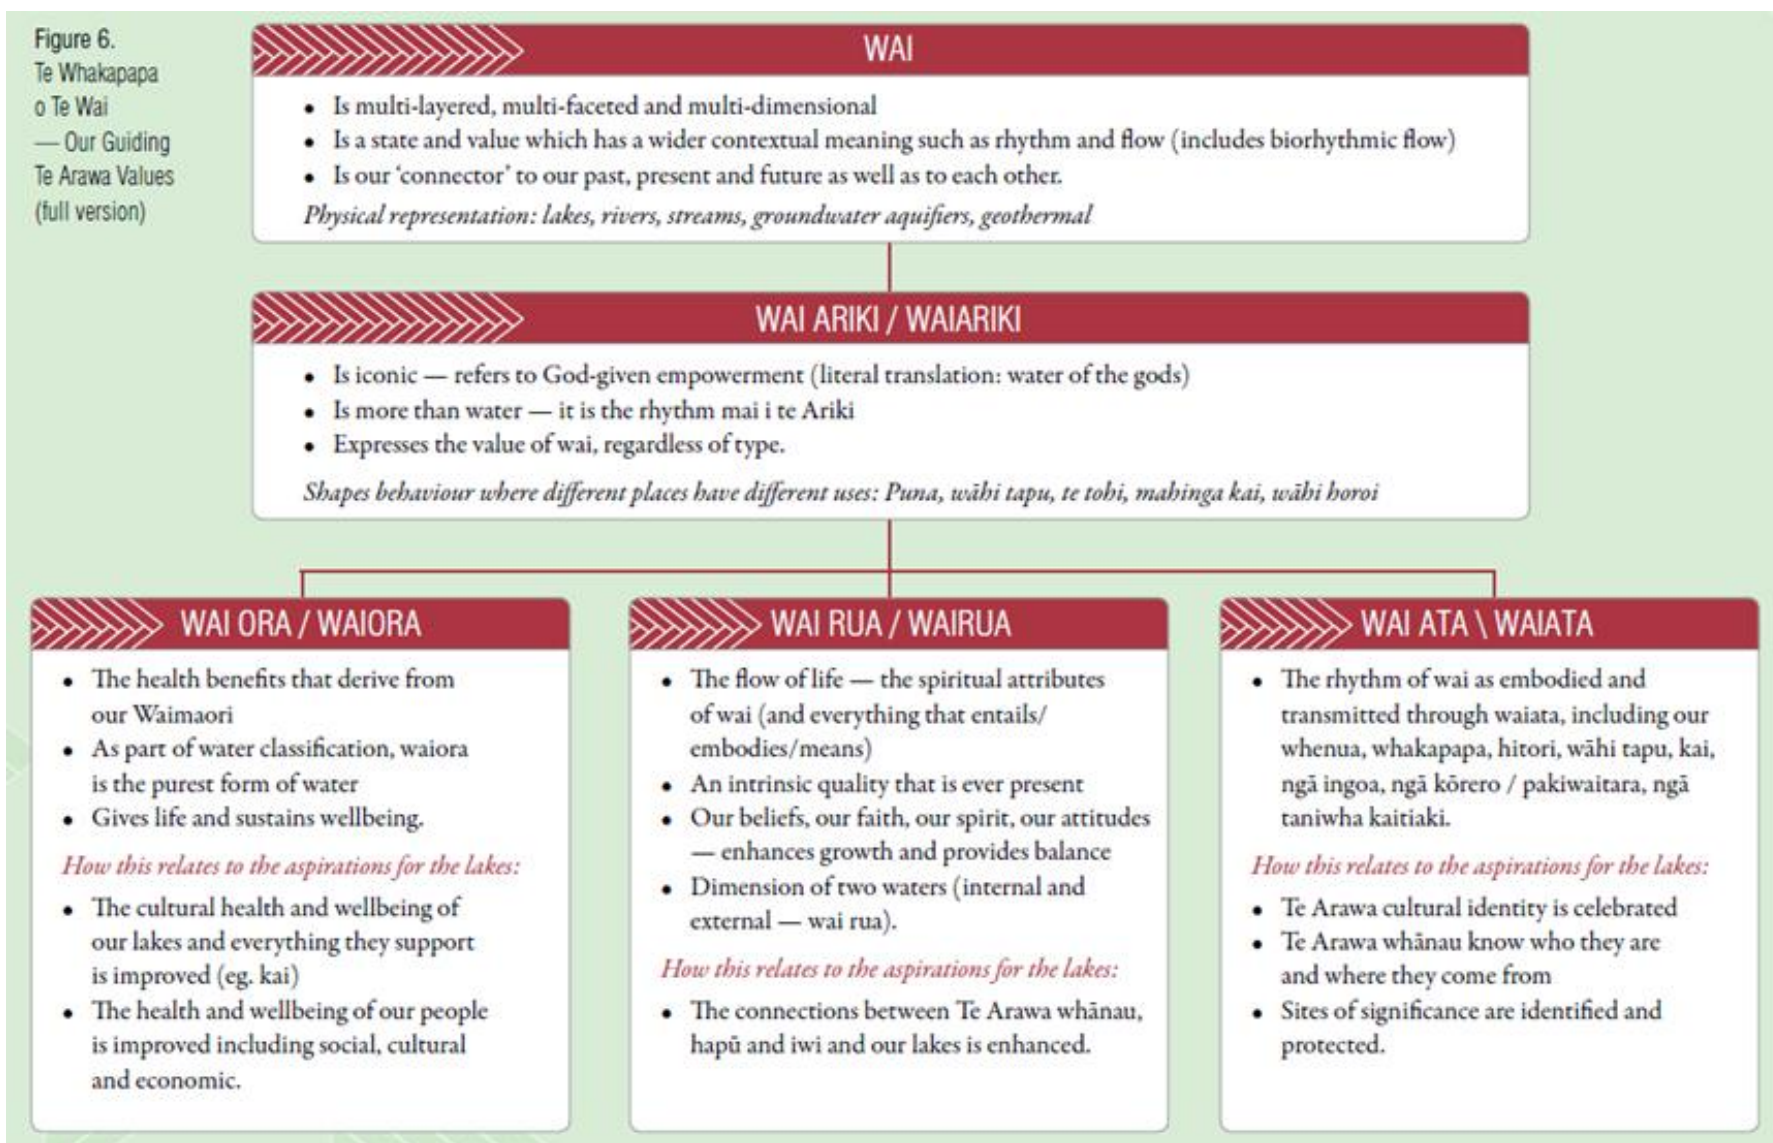 Figure 6.
Te Whakapapa
o Te Wai
— Our Guiding
Te Arawa Values
(full version)
WAI
• Is multi-layered, multi-faceted and multi-dimensional
• Is a state and value which has a wider contextual meaning such as rhythm and flow (includes biorhythmic flow)
• Is our ‘connector’ to our past, present and future as well as to each other.
Physical representation: lakes, rivers, streams, groundwater aquifiers, geothermal
WAI ARIKI / WAIARIKI
• Is iconic — refers to God-given empowerment (literal translation: water of the gods)
• Is more than water — it is the rhythm mai i te Ariki
• Expresses the value of wai, regardless of type.
Shapes behaviour where different places have different uses: Puna, wāhi tapu, te tohi, mahinga kai, wāhi horoi
WAI ORA / WAIORA
• The health benefits that derive from
our Waimaori
• As part of water classification, waiora
is the purest form of water
• Gives life and sustains wellbeing.
How this relates to the aspirations for the lakes:
• The cultural health and wellbeing of
our lakes and everything they support
is improved (eg. kai)
• The health and wellbeing of our people
is improved including social, cultural
and economic.
WAI RUA / WAIRUA
• The flow of life — the spiritual attributes
of wai (and everything that entails/
embodies/means)
• An intrinsic quality that is ever present
• Our beliefs, our faith, our spirit, our attitudes
— enhances growth and provides balance
• Dimension of two waters (internal and
external — wai rua).
How this relates to the aspirations for the lakes:
• The connections between Te Arawa whānau,
hapū and iwi and our lakes is enhanced.
WAI ATA \ WAIATA
• The rhythm of wai as embodied and
transmitted through waiata, including our
whenua, whakapapa, hitori, wāhi tapu, kai,
ngā ingoa, ngā kōrero / pakiwaitara, ngā
taniwha kaitiaki.
How this relates to the aspirations for the lakes:
• Te Arawa cultural identity is celebrated
• Te Arawa whānau know who they are
and where they come from
• Sites of significance are identified and
protected.